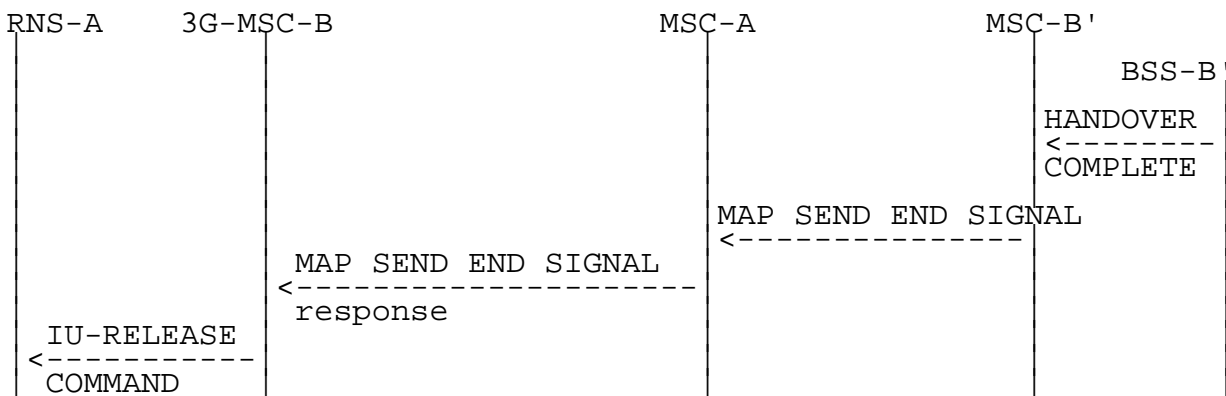 RNS-A 3G-MSC-B MSC-A MSC-B'
BSS-B'
HANDOVER
COMPLETE
MAP SEND END SIGNAL
MAP SEND END SIGNAL
response
IU-RELEASE
COMMAND